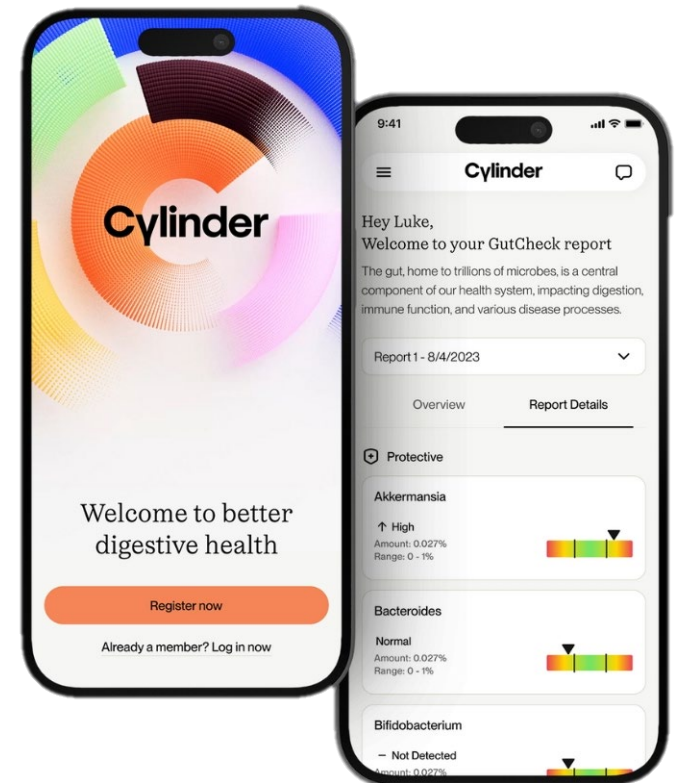 Cylinder
Welcome to better
digestive health
Register now
Already a member? Log in now
9:41
Cylinder
Hey Luke,
Welcome to your GutCheck report
The gut, home to trillions of microbes, is a central
component of our health system, impacting digestion,
immune function, and various disease processes.
Report 1 - 8/4/2023
Overview
Report Details
Protective
Akkermansia
↑ High
Amount: 0.027%
Range: 0 - 1%
Bacteroides
Normal
Amount: 0.027%
Range: 0 - 1%
Bifidobacterium
– Not Detected
Amount: 0.027%